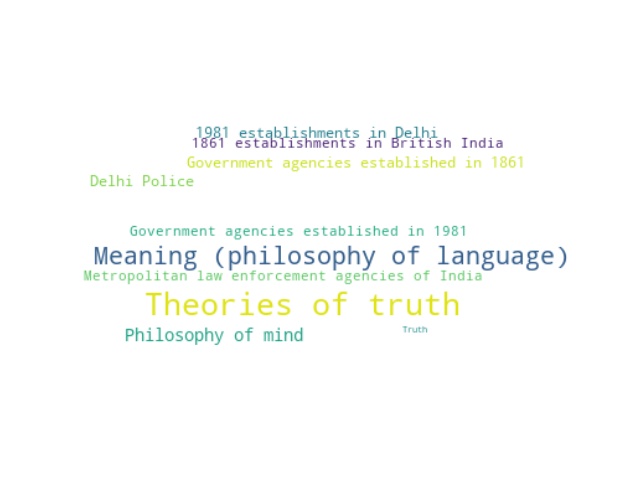 1981 establishments in Delhi
1861 establishments in British India
Government agencies established in 1861
Delhi Police
Government agencies established in 1981
Meaning (philosophy of language)
Metropolitan law enforcement agencies of India
Theories of truth
Philosophy of mind
Truth